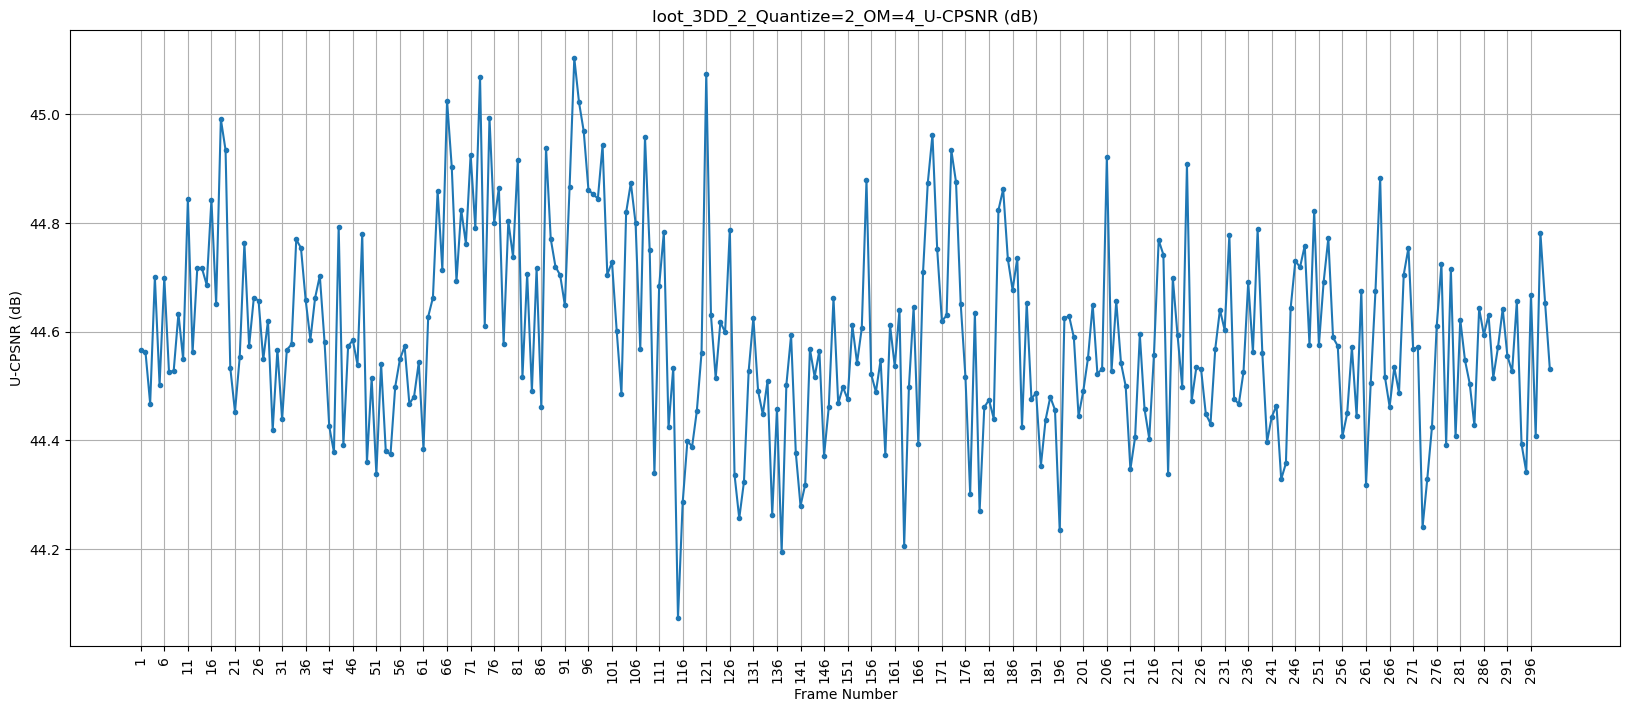 loot_3DD_2_Quantize=2_OM=4_U-CPSNR (dB)
U-CPSNR (dB)
45.0
44.8
44.6
44.4
44.2
1 6 11 16 21 26 31 36 41 46 51 56 61 66 71 76 81 86 91 96 101 106 111 116 121 126 131 136 141 146 151 156 161 166 171 176 181 186 191 196 201 206 211 216 221 226 231 236 241 246 251 256 261 266 271 276 281 286 291 296
Frame Number